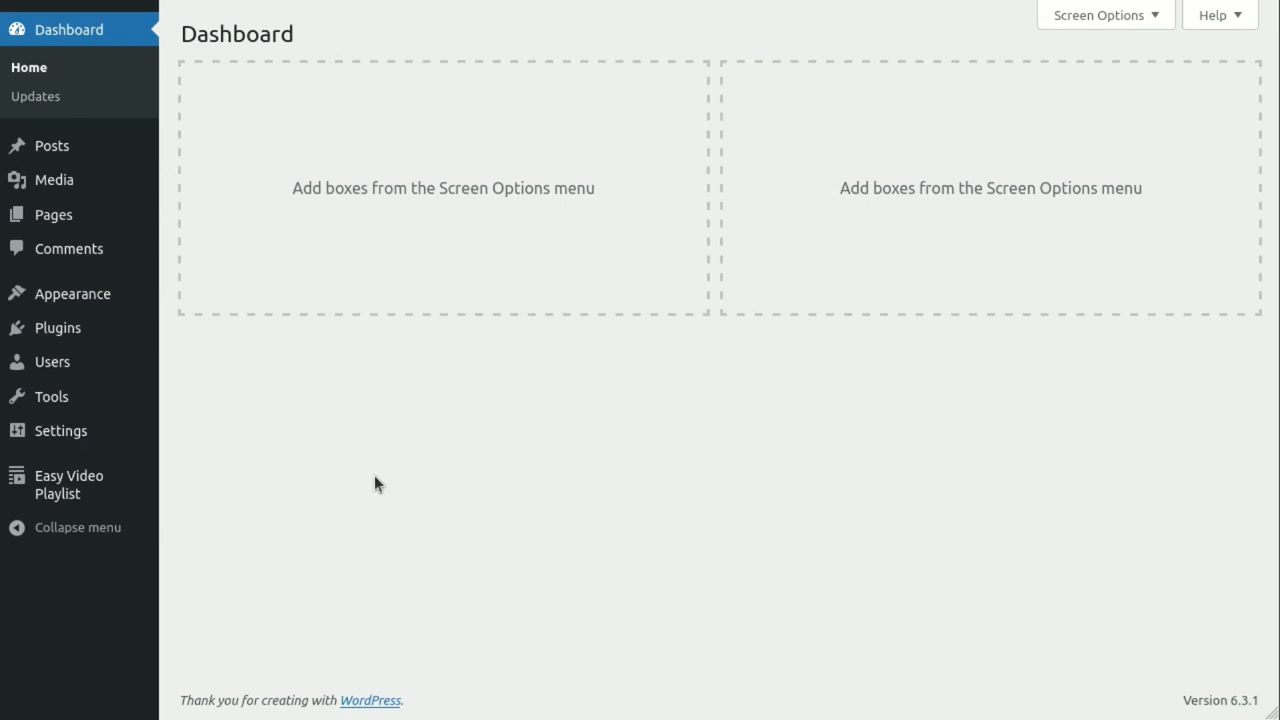 Dashboard
Home
Updates
Posts
Media
Pages
Comments
Appearance
Plugins
Users
Tools
Settings
Easy Video
Playlist
Collapse menu
Screen Options
Help
Dashboard
Add boxes from the Screen Options menu
Add boxes from the Screen Options menu
Thank you for creating with WordPress.
Version 6.3.1